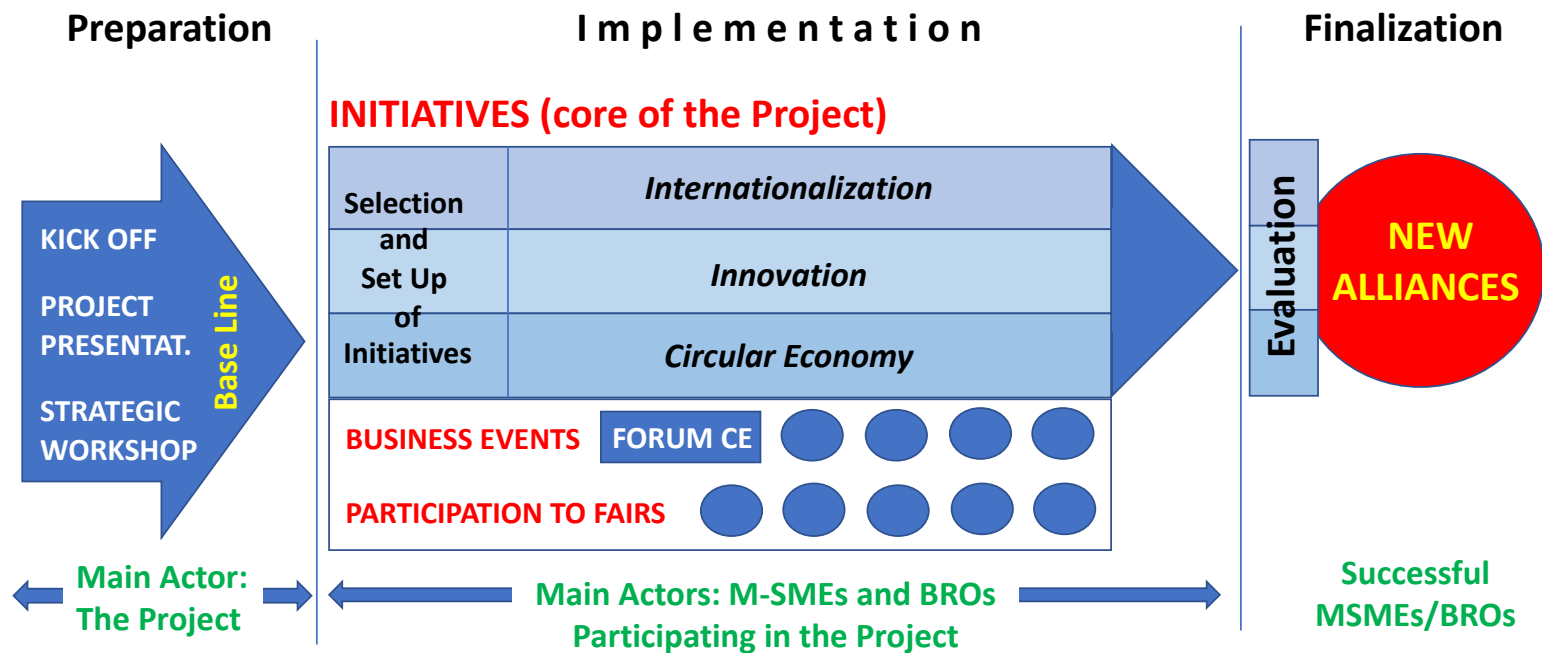 Preparation
Implementation
Finalization
INITIATIVES (core of the Project)
KICK OFF
PROJECT
PRESENTAT.
STRATEGIC
WORKSHOP
Base Line
Selection
and
Set Up
of
Initiatives
Internationalization
Innovation
Circular Economy
BUSINESS EVENTS
FORUM CE
PARTICIPATION TO FAIRS
Evaluation
NEW
ALLIANCES
Main Actor:
The Project
Main Actors: M-SMEs and BROs
Participating in the Project
Successful
MSMEs/BROs